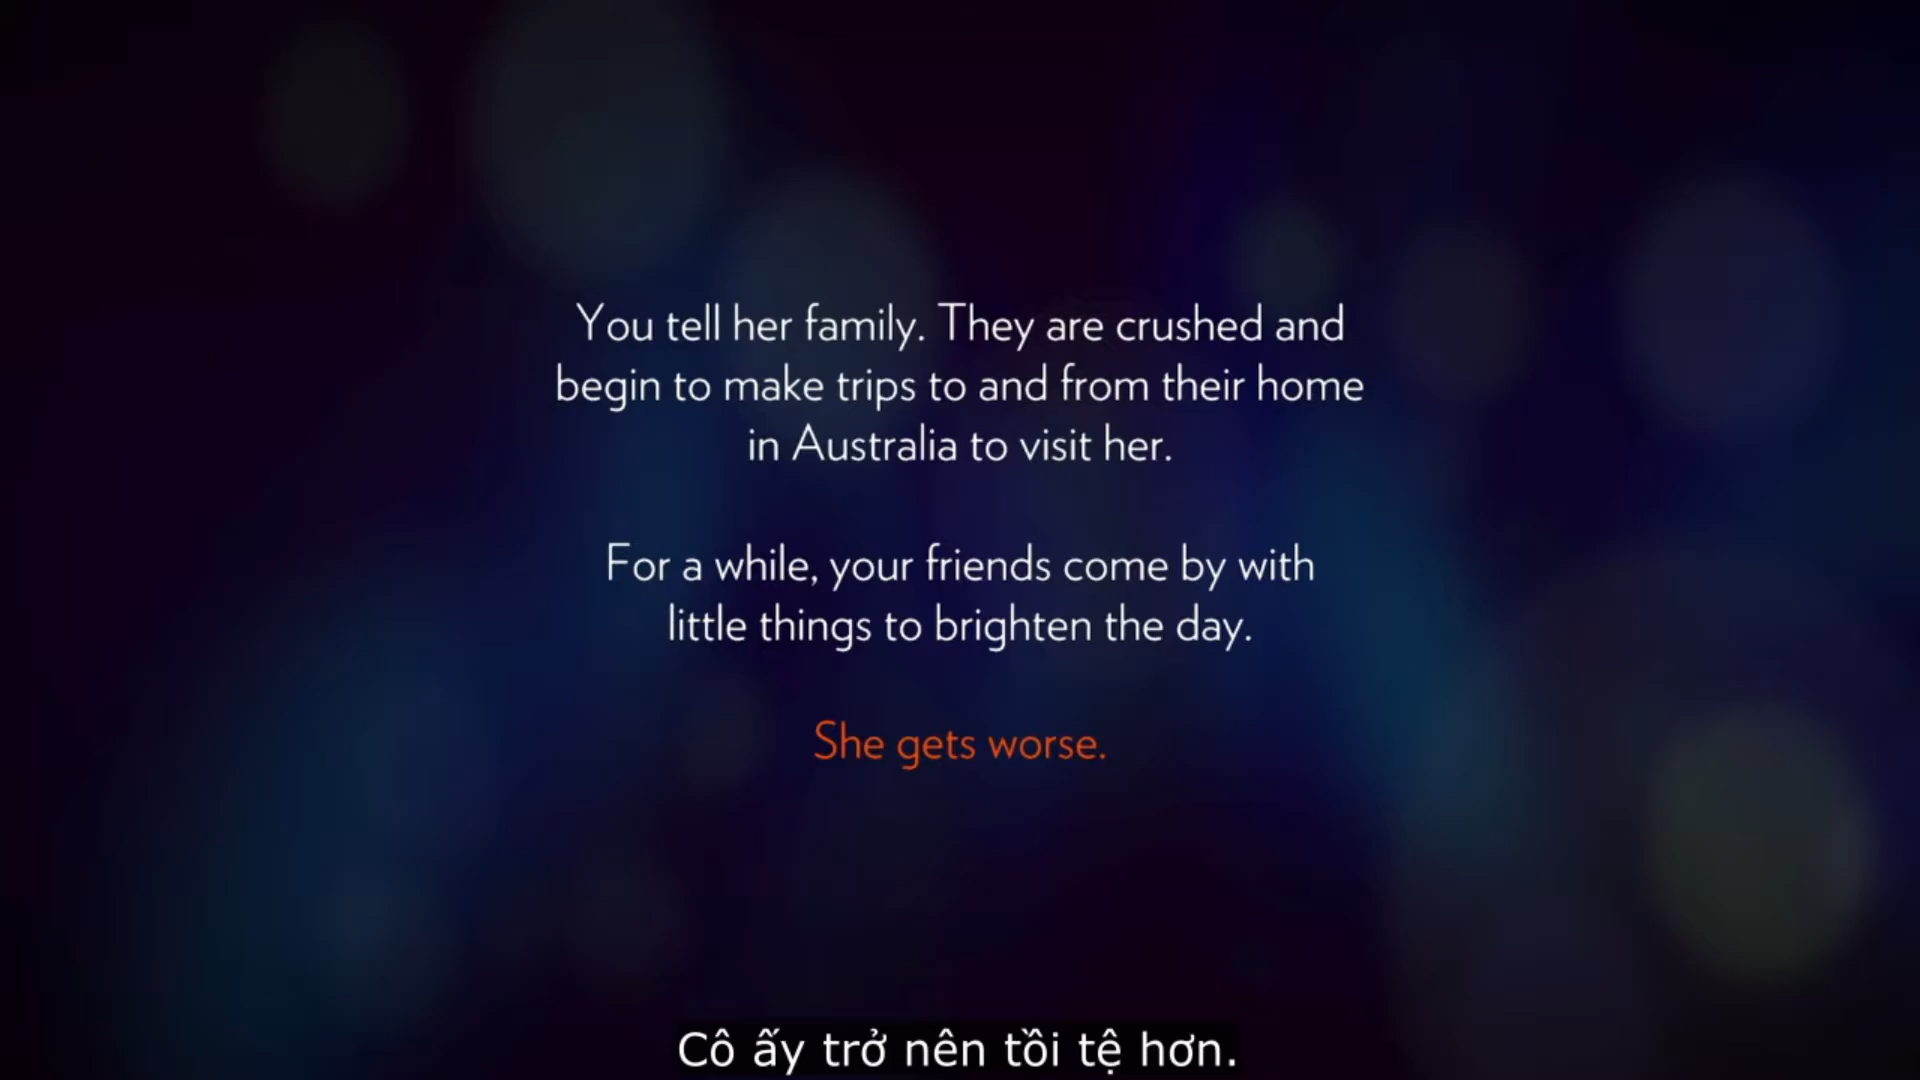 You tell her family. They are crushed and
begin to make trips to and from their home
in Australia to visit her.
For a while, your friends come by with
little things to brighten the day.
She gets worse.
Cô ấy trở nên tồi tệ hơn.